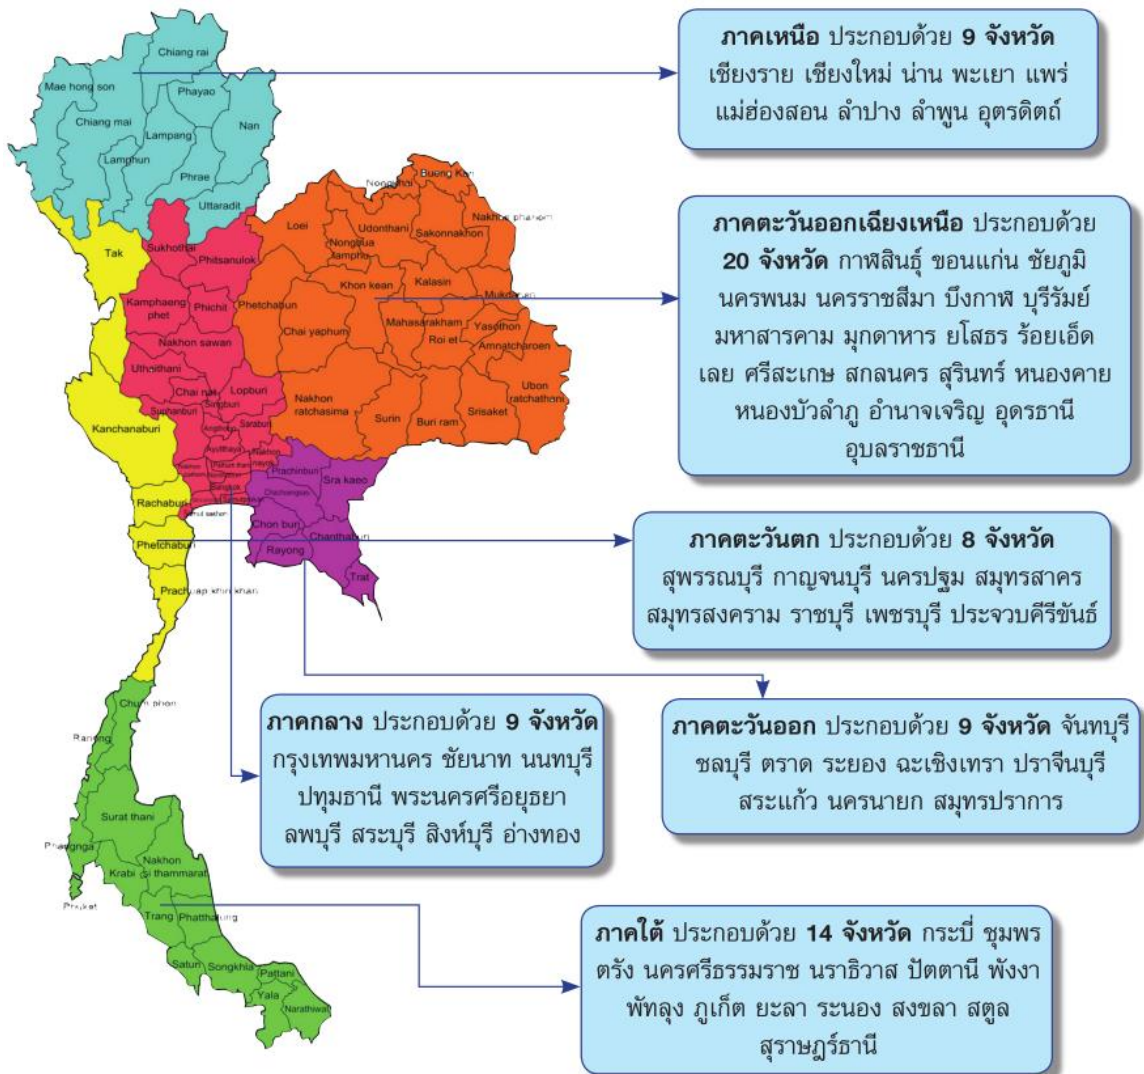 Chiang rai
Mae hong son
Phayao
Chiang mai
Nan
Lampang
Lamphun
Phrae
Uttaradit
Tak
Sukhothai
Phitsanulok
Kamphaeng
phet
Phichit
Nakhon sawan
Uthaithani
Chai nat
Lopburi
Singburi
Suphanburi
Angthong
Saraburi
Ayutthaya
Nakhon
nayok
Kanchanaburi
Rachaburi
Phetchaburi
Prachuap khiri khan
Bueng Kan
Nongkhai
Loei
Udonthani
Nakhon phanom
Sakonnakhon
Nongbua
lamphu
Khon kean
Kalasin
Phetchabun
Mukdahan
Chai yaphum
Mahasarakham
Yasothon
Roi et
Amnatcharoen
Ubon
ratchathoni
Nakhon
ratchasima
Surin
Buri ram
Srisaket
Prachinburi
Sra kaeo
Chon buri
Chanthaburi
Rayong
Trat
Chumphon
Ranong
Surat thani
Phangnga
Nakhon
si thammarat
Krabi
Phuket
Trang
Phatthalung
Satun
Songkhla
Pattani
Yala
Narathiwat
ภาคเหนือ ประกอบด้วย 9 จังหวัด
เชียงราย เชียงใหม่ น่าน พะเยา แพร่
แม่ฮ่องสอน ลำปาง ลำพูน อุตรดิตถ์
ภาคตะวันออกเฉียงเหนือ ประกอบด้วย
20 จังหวัด กาฬสินธุ์ ขอนแก่น ชัยภูมิ
นครพนม นครราชสีมา บึงกาฬ บุรีรัมย์
มหาสารคาม มุกดาหาร ยโสธร ร้อยเอ็ด
เลย ศรีสะเกษ สกลนคร สุรินทร์ หนองคาย
หนองบัวลำภู อำนาจเจริญ อุดรธานี
อุบลราชธานี
ภาคตะวันตก ประกอบด้วย 8 จังหวัด
สุพรรณบุรี กาญจนบุรี นครปฐม สมุทรสาคร
สมุทรสงคราม ราชบุรี เพชรบุรี ประจวบคีรีขันธ์
ภาคกลาง ประกอบด้วย 9 จังหวัด
กรุงเทพมหานคร ชัยนาท นนทบุรี
ปทุมธานี พระนครศรีอยุธยา
ลพบุรี สระบุรี สิงห์บุรี อ่างทอง
ภาคตะวันออก ประกอบด้วย 9 จังหวัด จันทบุรี
ชลบุรี ตราด ระยอง ฉะเชิงเทรา ปราจีนบุรี
สระแก้ว นครนายก สมุทรปราการ
ภาคใต้ ประกอบด้วย 14 จังหวัด กระบี่ ชุมพร
ตรัง นครศรีธรรมราช นราธิวาส ปัตตานี พังงา
พัทลุง ภูเก็ต ยะลา ระนอง สงขลา สตูล
สุราษฎร์ธานี